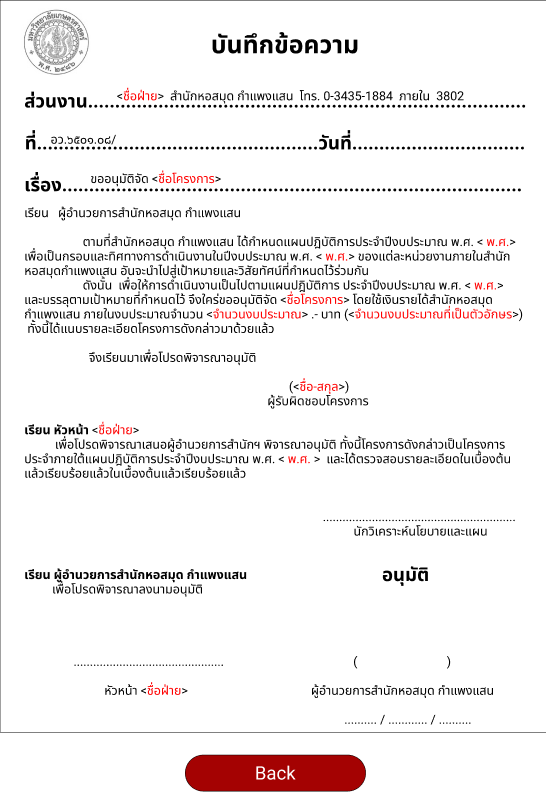 มหาวิทยาลัยเกษตรศาสตร์
พ.ศ. ๒๔๘๖
บันทึกข้อความ
ส่วนงาน......<ชื่อฝ่าย> สำนักหอสมุด กำแพงแสน โทร. 0-3435-1884 ภายใน 3802
ที่......อว.๖๕๐๑.๐๘/......วันที่......
เรื่อง......ขออนุมัติจัด <ชื่อโครงการ>
เรียน ผู้อำนวยการสำนักหอสมุด กำแพงแสน
ตามที่สำนักหอสมุด กำแพงแสน ได้กำหนดแผนปฎิบัติการประจำปีงบประมาณ พ.ศ. < พ.ศ.>
เพื่อเป็นกรอบและทิศทางการดำเนินงานในปีงบประมาณ พ.ศ. < พ.ศ.> ของแต่ละหน่วยงานภายในสำนัก
หอสมุดกำแพงแสน อันจะนำไปสู่เป้าหมายและวิสัยทัศน์ที่กำหนดไว้ร่วมกัน
ดังนั้น เพื่อให้การดำเนินงานเป็นไปตามแผนปฎิบัติการ ประจำปีงบประมาณ พ.ศ. < พ.ศ.>
และบรรลุตามเป้าหมายที่กำหนดไว้ จึงใคร่ขออนุมัติจัด <ชื่อโครงการ> โดยใช้เงินรายได้สำนักหอสมุด
กำแพงแสน ภายในงบประมาณจำนวน <จำนวนงบประมาณ> .- บาท (<จำนวนงบประมาณที่เป็นตัวอักษร>)
ทั้งนี้ได้แนบรายละเอียดโครงการดังกล่าวมาด้วยแล้ว
จึงเรียนมาเพื่อโปรดพิจารณาอนุมัติ
(<ชื่อ-สกุล>)
ผู้รับผิดชอบโครงการ
เรียน หัวหน้า <ชื่อฝ่าย>
เพื่อโปรดพิจารณาเสนอผู้อำนวยการสำนักฯ พิจารณาอนุมัติ ทั้งนี้โครงการดังกล่าวเป็นโครงการ
ประจำภายใต้แผนปฎิบัติการประจำปีงบประมาณ พ.ศ. < พ.ศ. > และได้ตรวจสอบรายละเอียดในเบื้องต้น
แล้วเรียบร้อยแล้วในเบื้องต้นแล้วเรียบร้อยแล้ว
...........................................................
นักวิเคราะห์นโยบายและแผน
เรียน ผู้อำนวยการสำนักหอสมุด กำแพงแสน
อนุมัติ
เพื่อโปรดพิจารณาลงนามอนุมัติ
..............................................
( )
หัวหน้า <ชื่อฝ่าย>
ผู้อำนวยการสำนักหอสมุด กำแพงแสน
.......... / ............ / ..........
Back